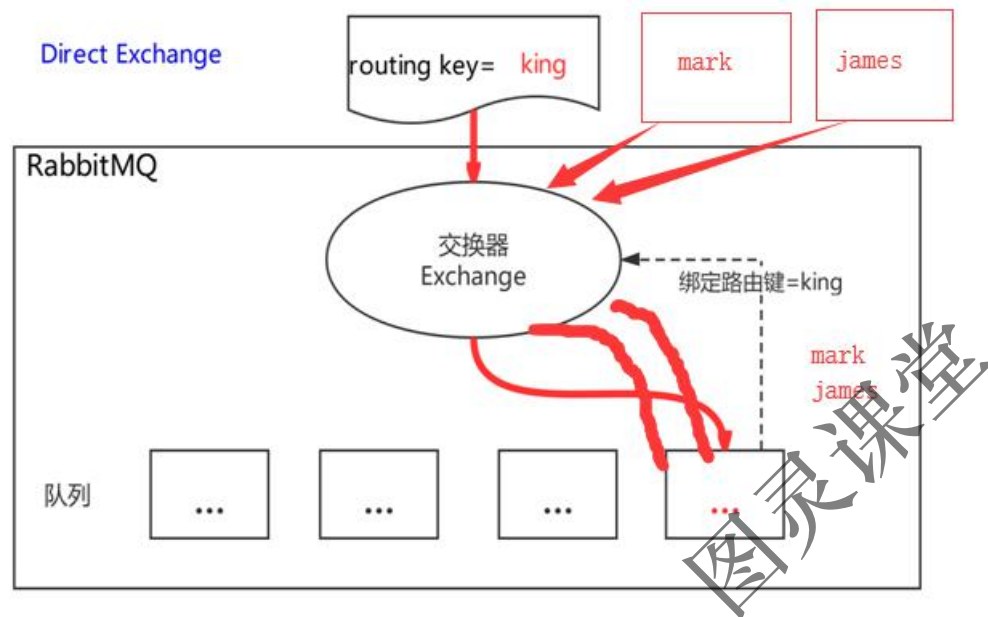 Direct Exchange
routing key= king
mark
james
RabbitMQ
交换器
Exchange
绑定路由键=king
mark
james
队列
...
...
...
...
图灵课堂